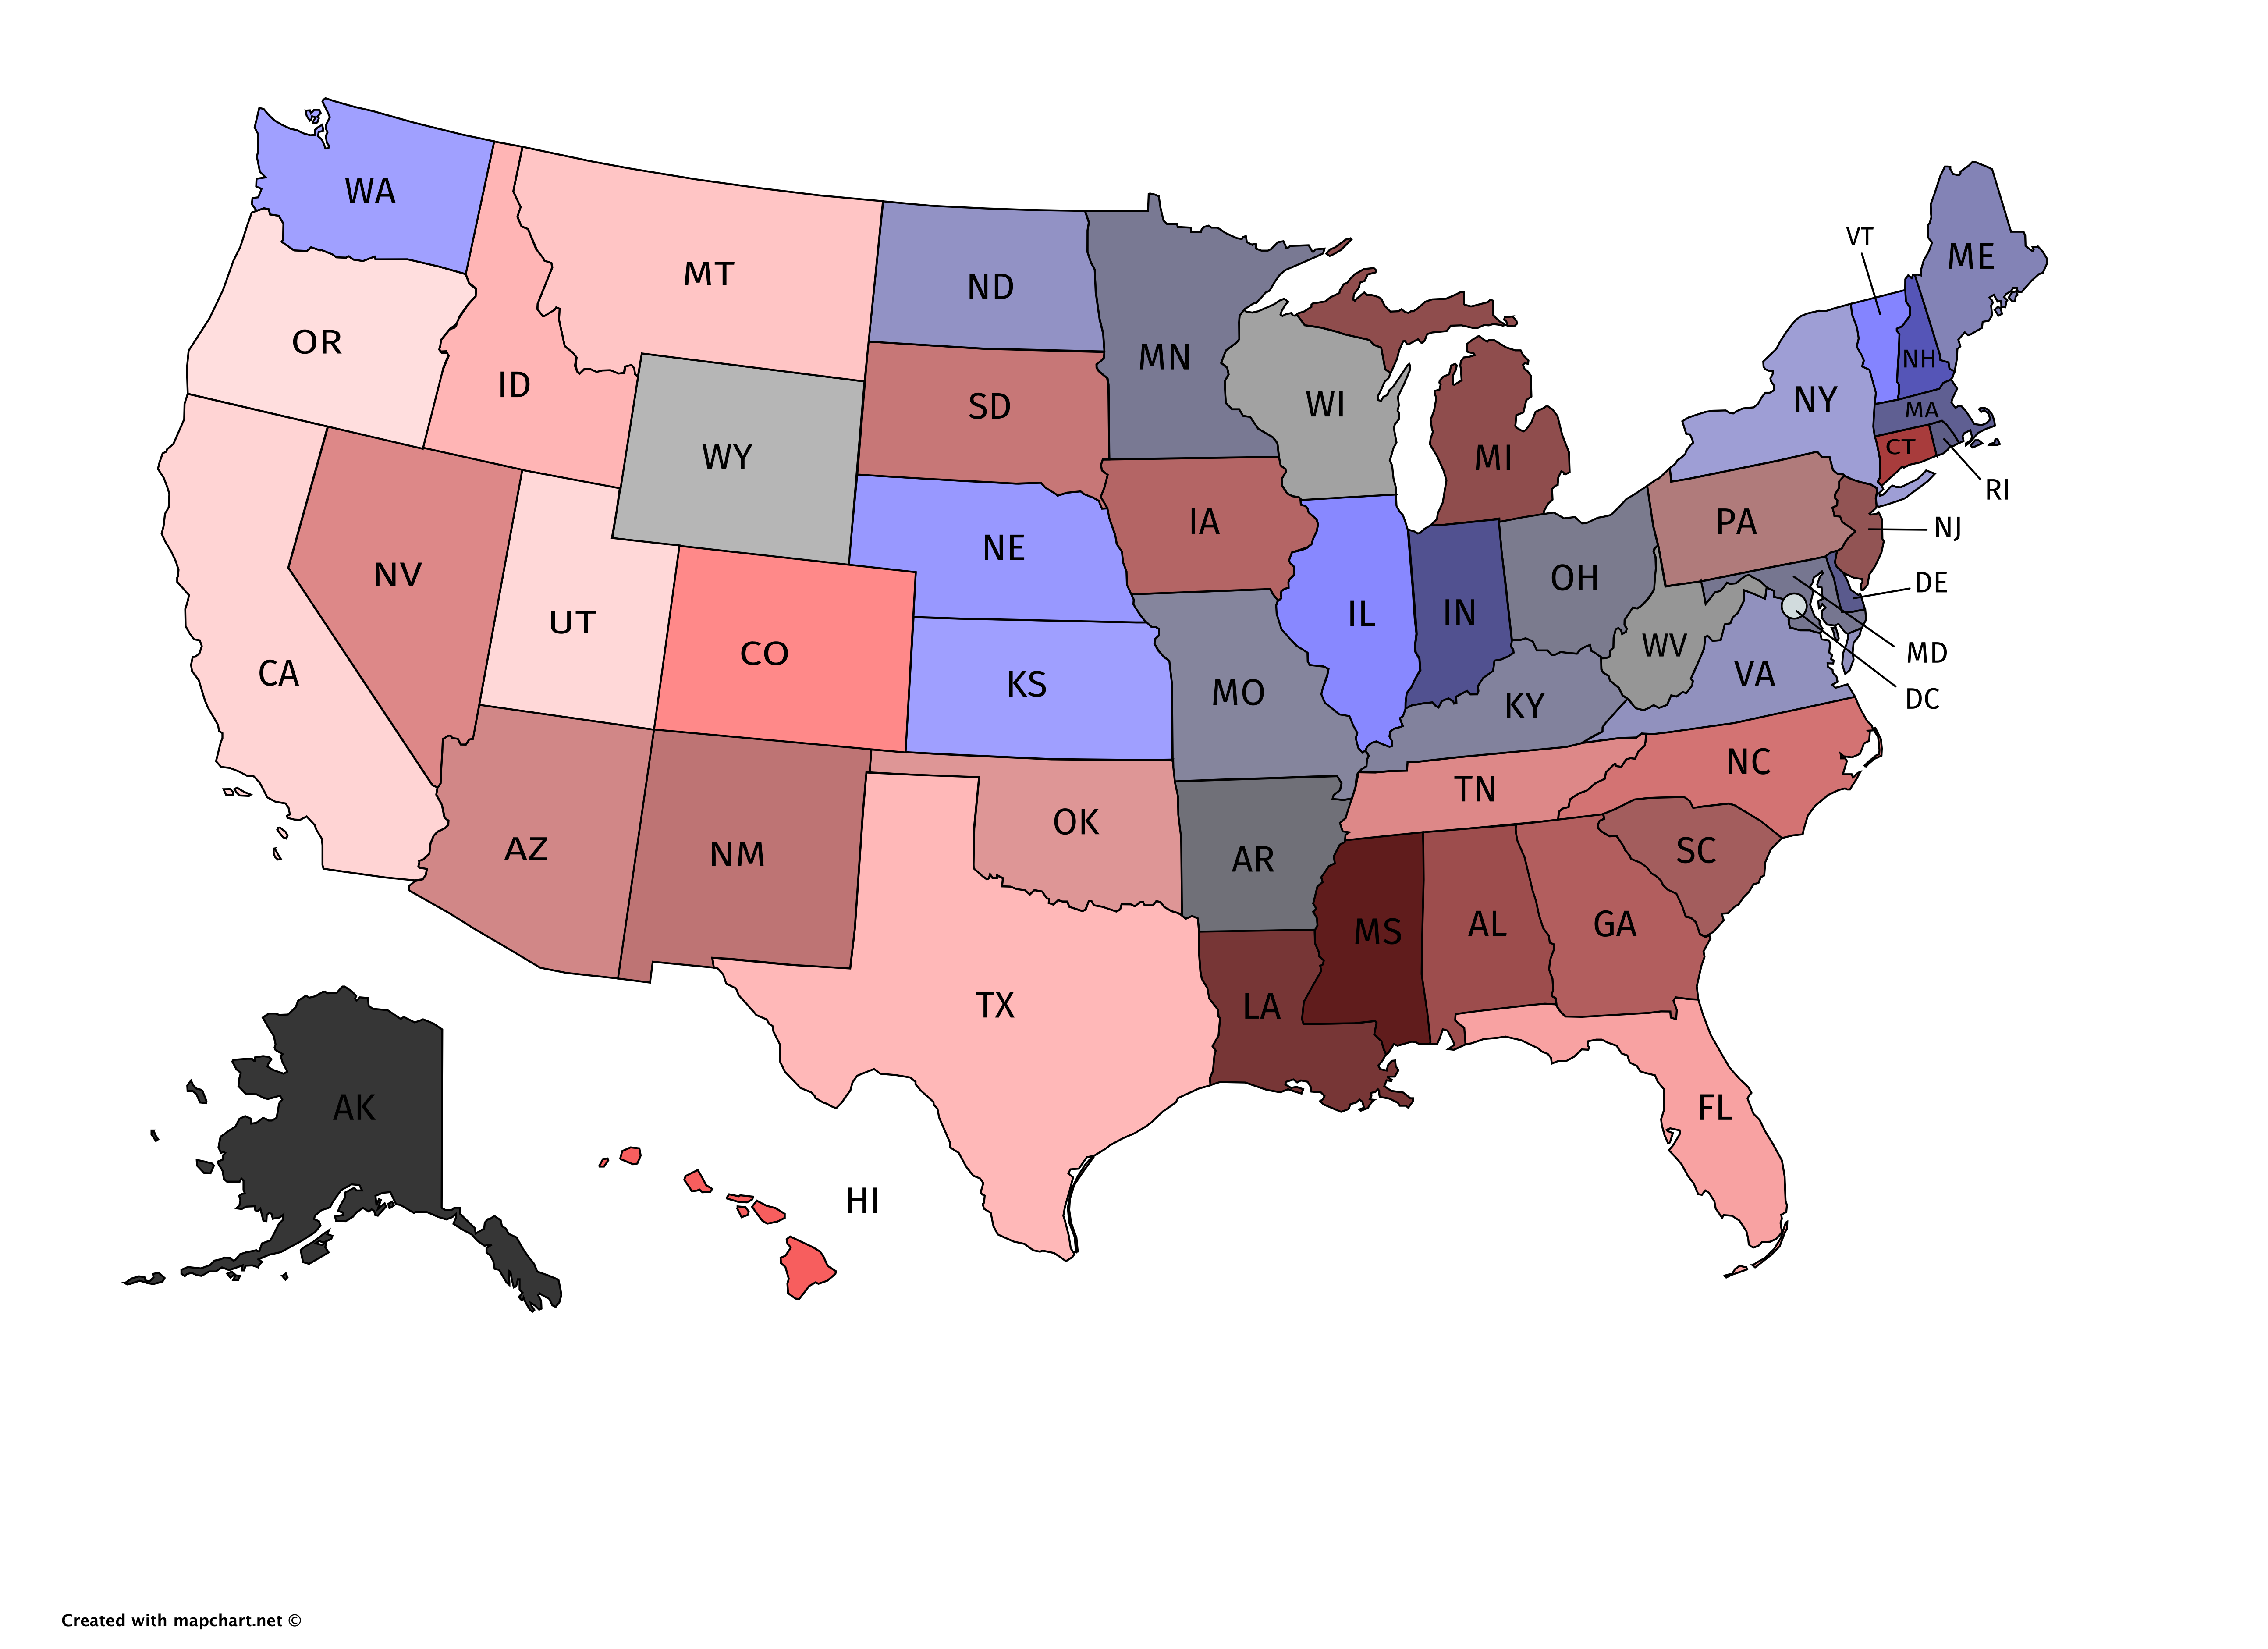 WA
VT
ME
MT
ND
OR
MN
NH
ID
NY
WI
SD
MA
CT
WY
MI
RI
IA
PA
NJ
NE
NV
OH
DE
UT
IL
IN
WV
CO
MD
CA
KS
VA
MO
DC
KY
NC
TN
OK
AZ
NM
SC
AR
AL
GA
MS
TX
LA
AK
FL
HI
Created with mapchart.net ©